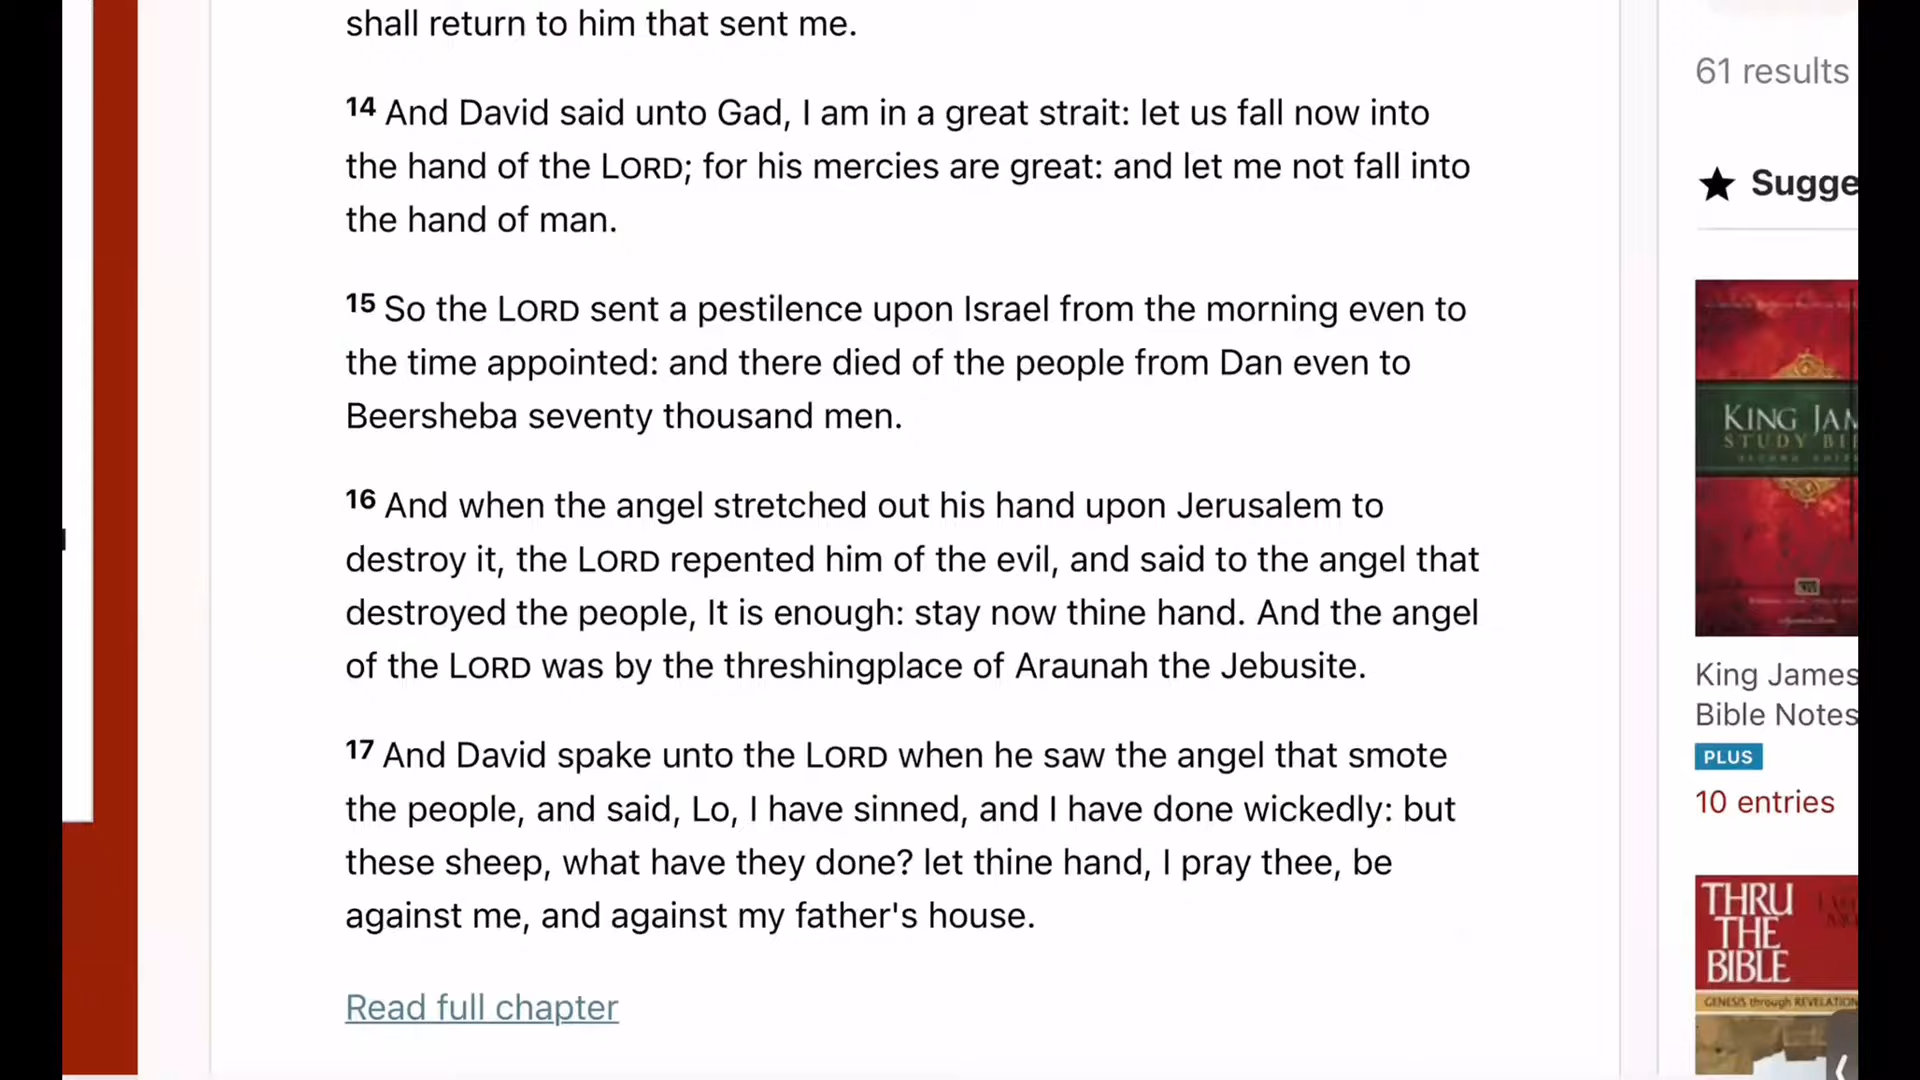 shall return to him that sent me.
14 And David said unto Gad, I am in a great strait: let us fall now into
the hand of the LORD; for his mercies are great: and let me not fall into
the hand of man.
15 So the LORD sent a pestilence upon Israel from the morning even to
the time appointed: and there died of the people from Dan even to
Beersheba seventy thousand men.
16 And when the angel stretched out his hand upon Jerusalem to
destroy it, the LORD repented him of the evil, and said to the angel that
destroyed the people, It is enough: stay now thine hand. And the angel
of the LORD was by the threshingplace of Araunah the Jebusite.
17 And David spake unto the LORD when he saw the angel that smote
the people, and said, Lo, I have sinned, and I have done wickedly: but
these sheep, what have they done? let thine hand, I pray thee, be
against me, and against my father's house.
Read full chapter
61 results
★ Sugge
KING JAM
STUDY BI
King James
Bible Notes
PLUS
10 entries
THRU
THE
BIBLE
GENESIS through REVELATION